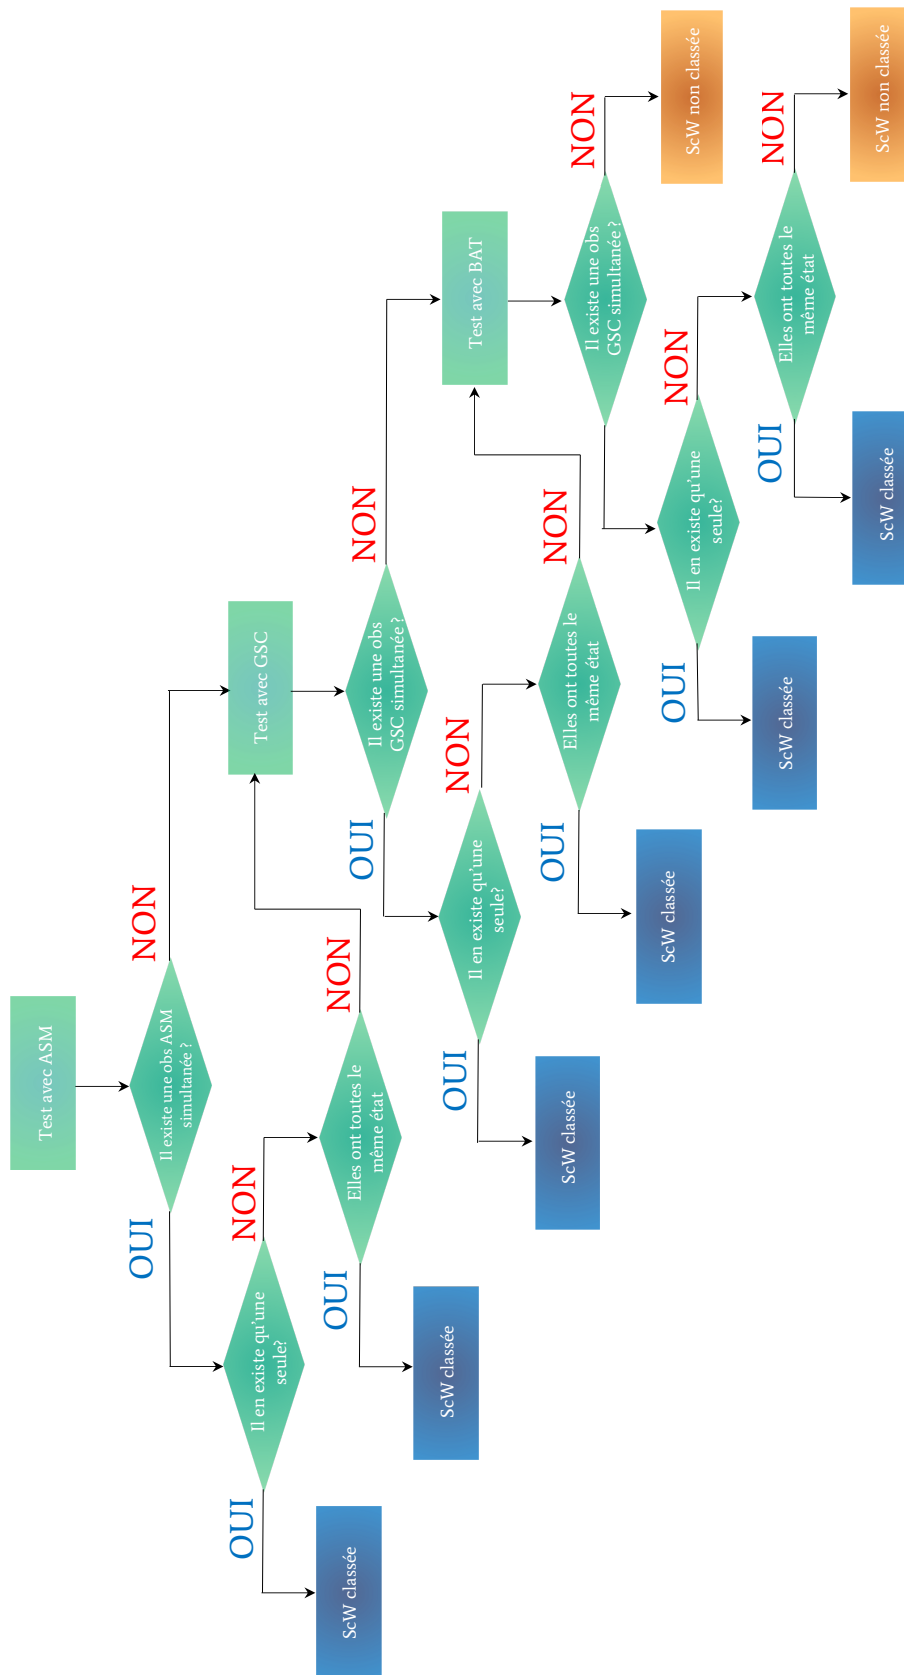 Test avec ASM
Il existe une obs ASM
simultanée ?
OUI
NON
Il en existe qu'une
seule?
OUI
NON
ScW classée
Elles ont toutes le
même état
OUI
NON
ScW classée
Test avec GSC
Il existe une obs
GSC simultanée ?
OUI
NON
Il en existe qu'une
seule?
OUI
NON
ScW classée
Elles ont toutes le
même état
OUI
NON
ScW classée
Test avec BAT
Il existe une obs
GSC simultanée ?
NON
ScW non classée
Il en existe qu'une
seule?
OUI
NON
ScW classée
Elles ont toutes le
même état
OUI
NON
ScW classée
ScW non classée